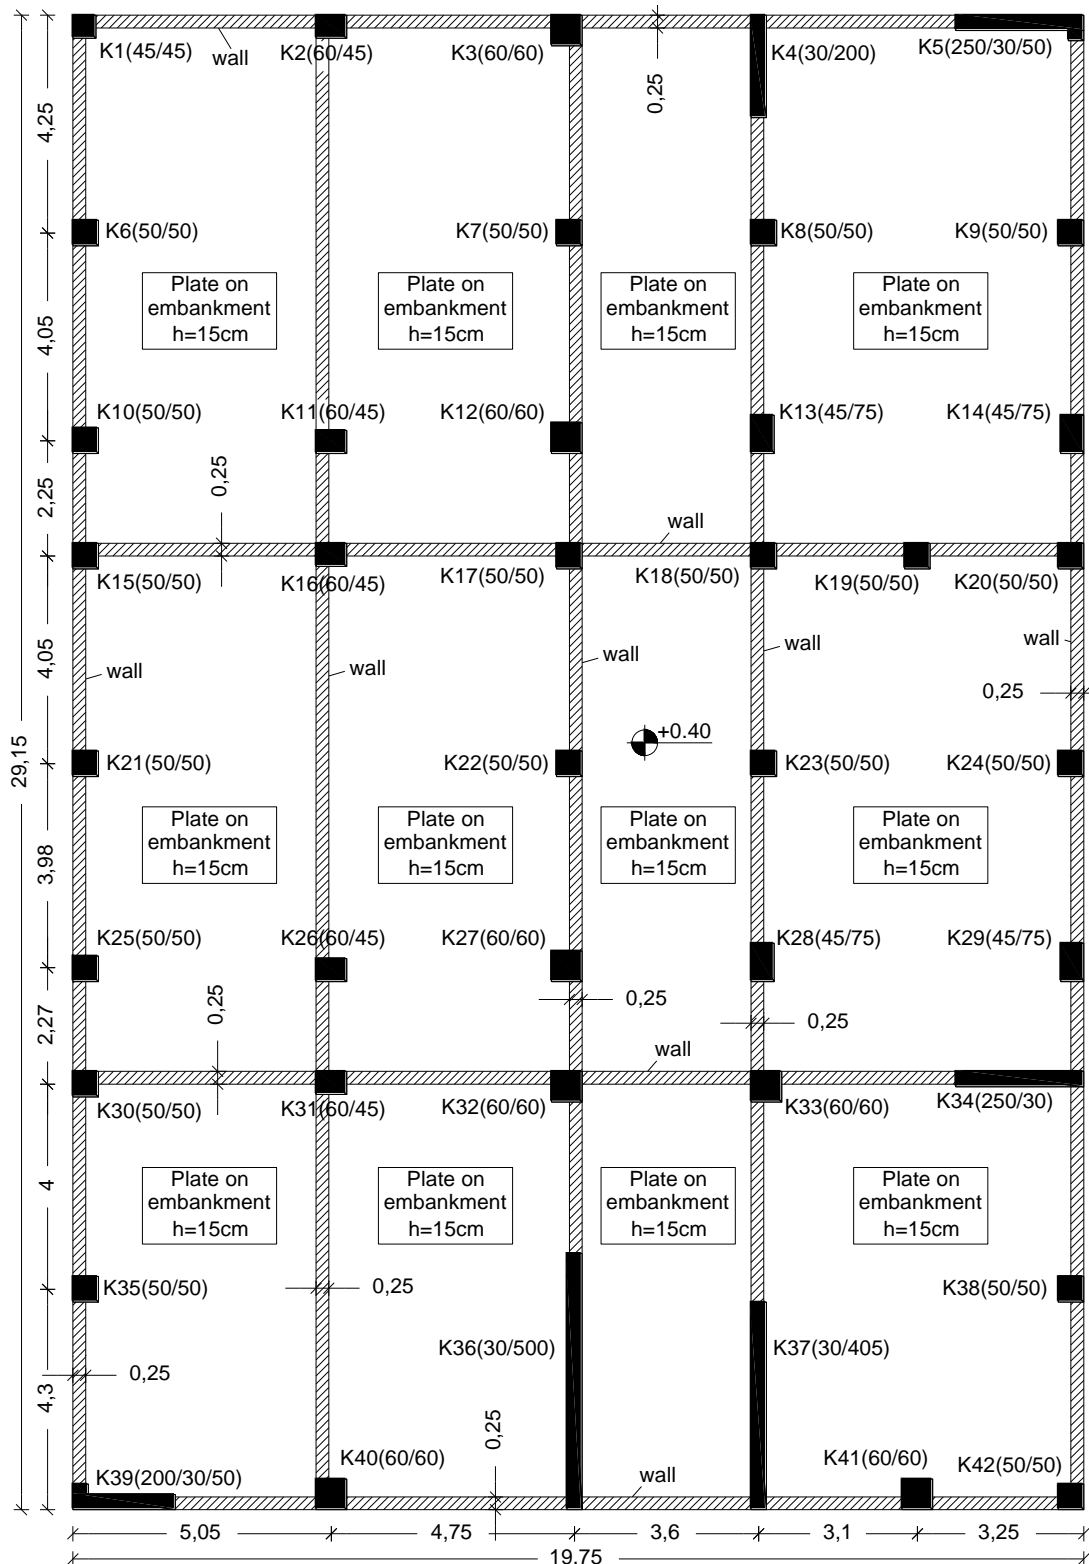 K1(45/45)
wall
K2(60/45)
K3(60/60)
K4(30/200)
K5(250/30/50)
0,25
4,25
K6(50/50)
K7(50/50)
K8(50/50)
K9(50/50)
Plate on
embankment
h=15cm
Plate on
embankment
h=15cm
Plate on
embankment
h=15cm
Plate on
embankment
h=15cm
4,05
K10(50/50)
K11(60/45)
K12(60/60)
K13(45/75)
K14(45/75)
2,25
0,25
wall
K15(50/50)
K16(60/45)
K17(50/50)
K18(50/50)
K19(50/50)
K20(50/50)
4,05
wall
wall
wall
wall
wall
0,25
29,15
+0.40
K21(50/50)
K22(50/50)
K23(50/50)
K24(50/50)
Plate on
embankment
h=15cm
Plate on
embankment
h=15cm
Plate on
embankment
h=15cm
Plate on
embankment
h=15cm
3,98
K25(50/50)
K26(60/45)
K27(60/60)
K28(45/75)
K29(45/75)
2,27
0,25
0,25
0,25
wall
K30(50/50)
K31(60/45)
K32(60/60)
K33(60/60)
K34(250/30)
4
Plate on
embankment
h=15cm
Plate on
embankment
h=15cm
Plate on
embankment
h=15cm
Plate on
embankment
h=15cm
K35(50/50)
0,25
K38(50/50)
K36(30/500)
K37(30/405)
0,25
4,3
0,25
K39(200/30/50)
K40(60/60)
wall
K41(60/60)
K42(50/50)
5,05
4,75
3,6
3,1
3,25
19,75